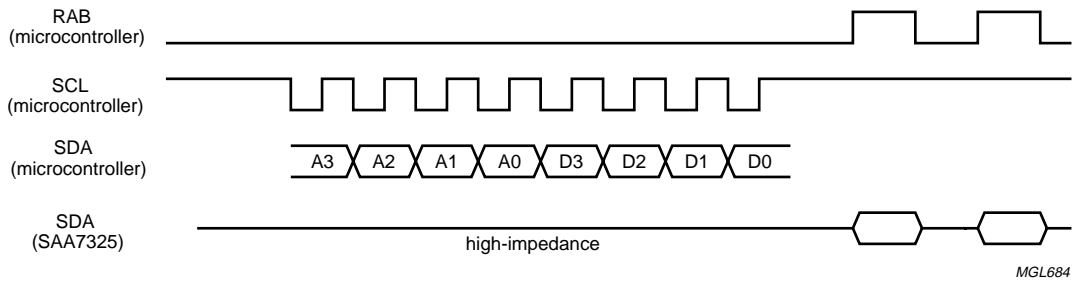 RAB
(microcontroller)
SCL
(microcontroller)
SDA
(microcontroller)
A3 A2 A1 A0 D3 D2 D1 D0
SDA
(SAA7325)
high-impedance
MGL684